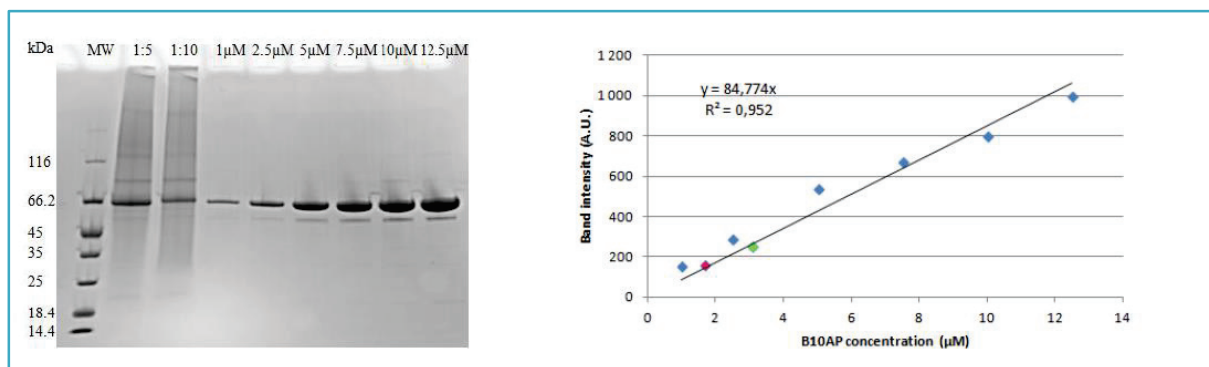 kDa MW 1:5 1:10 1µM 2.5µM 5µM 7.5µM 10µM 12.5µM
116
66.2
45
35
25
18.4
14.4
1 200
1 000
800
600
400
200
0
0 2 4 6 8 10 12 14
y = 84,774x
R² = 0,952
Band intensity (A.U.)
B10AP concentration (µM)